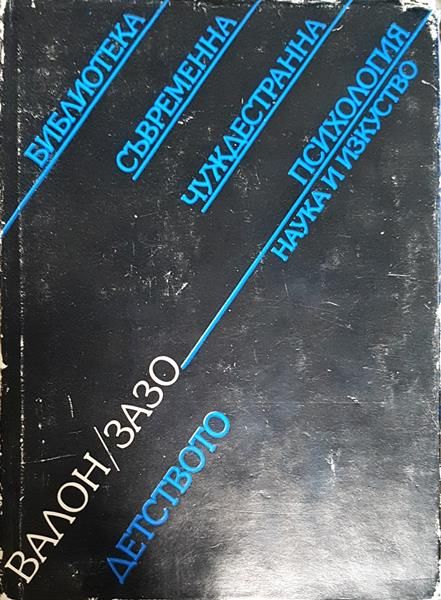 БИБЛИОТЕКА
СЪВРЕМЕННА
ЧУЖДЕСТРАННА
ПСИХОЛОГИЯ
НАУКА И ИЗКУСТВО
ВАЛОН/ЗАЗО
ДЕТСТВОТО